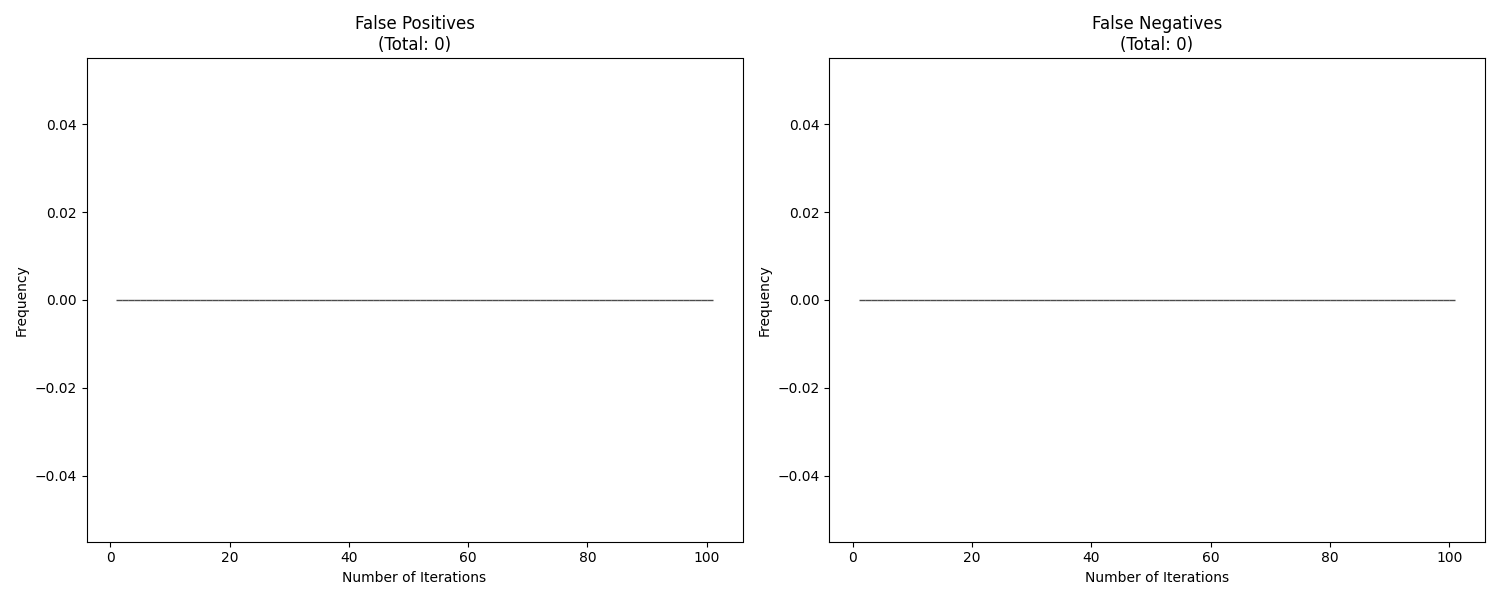 False Positives
(Total: 0)
Frequency
0.04
0.02
0.00
−0.02
−0.04
0 20 40 60 80 100
Number of Iterations
False Negatives
(Total: 0)
Frequency
0.04
0.02
0.00
−0.02
−0.04
0 20 40 60 80 100
Number of Iterations